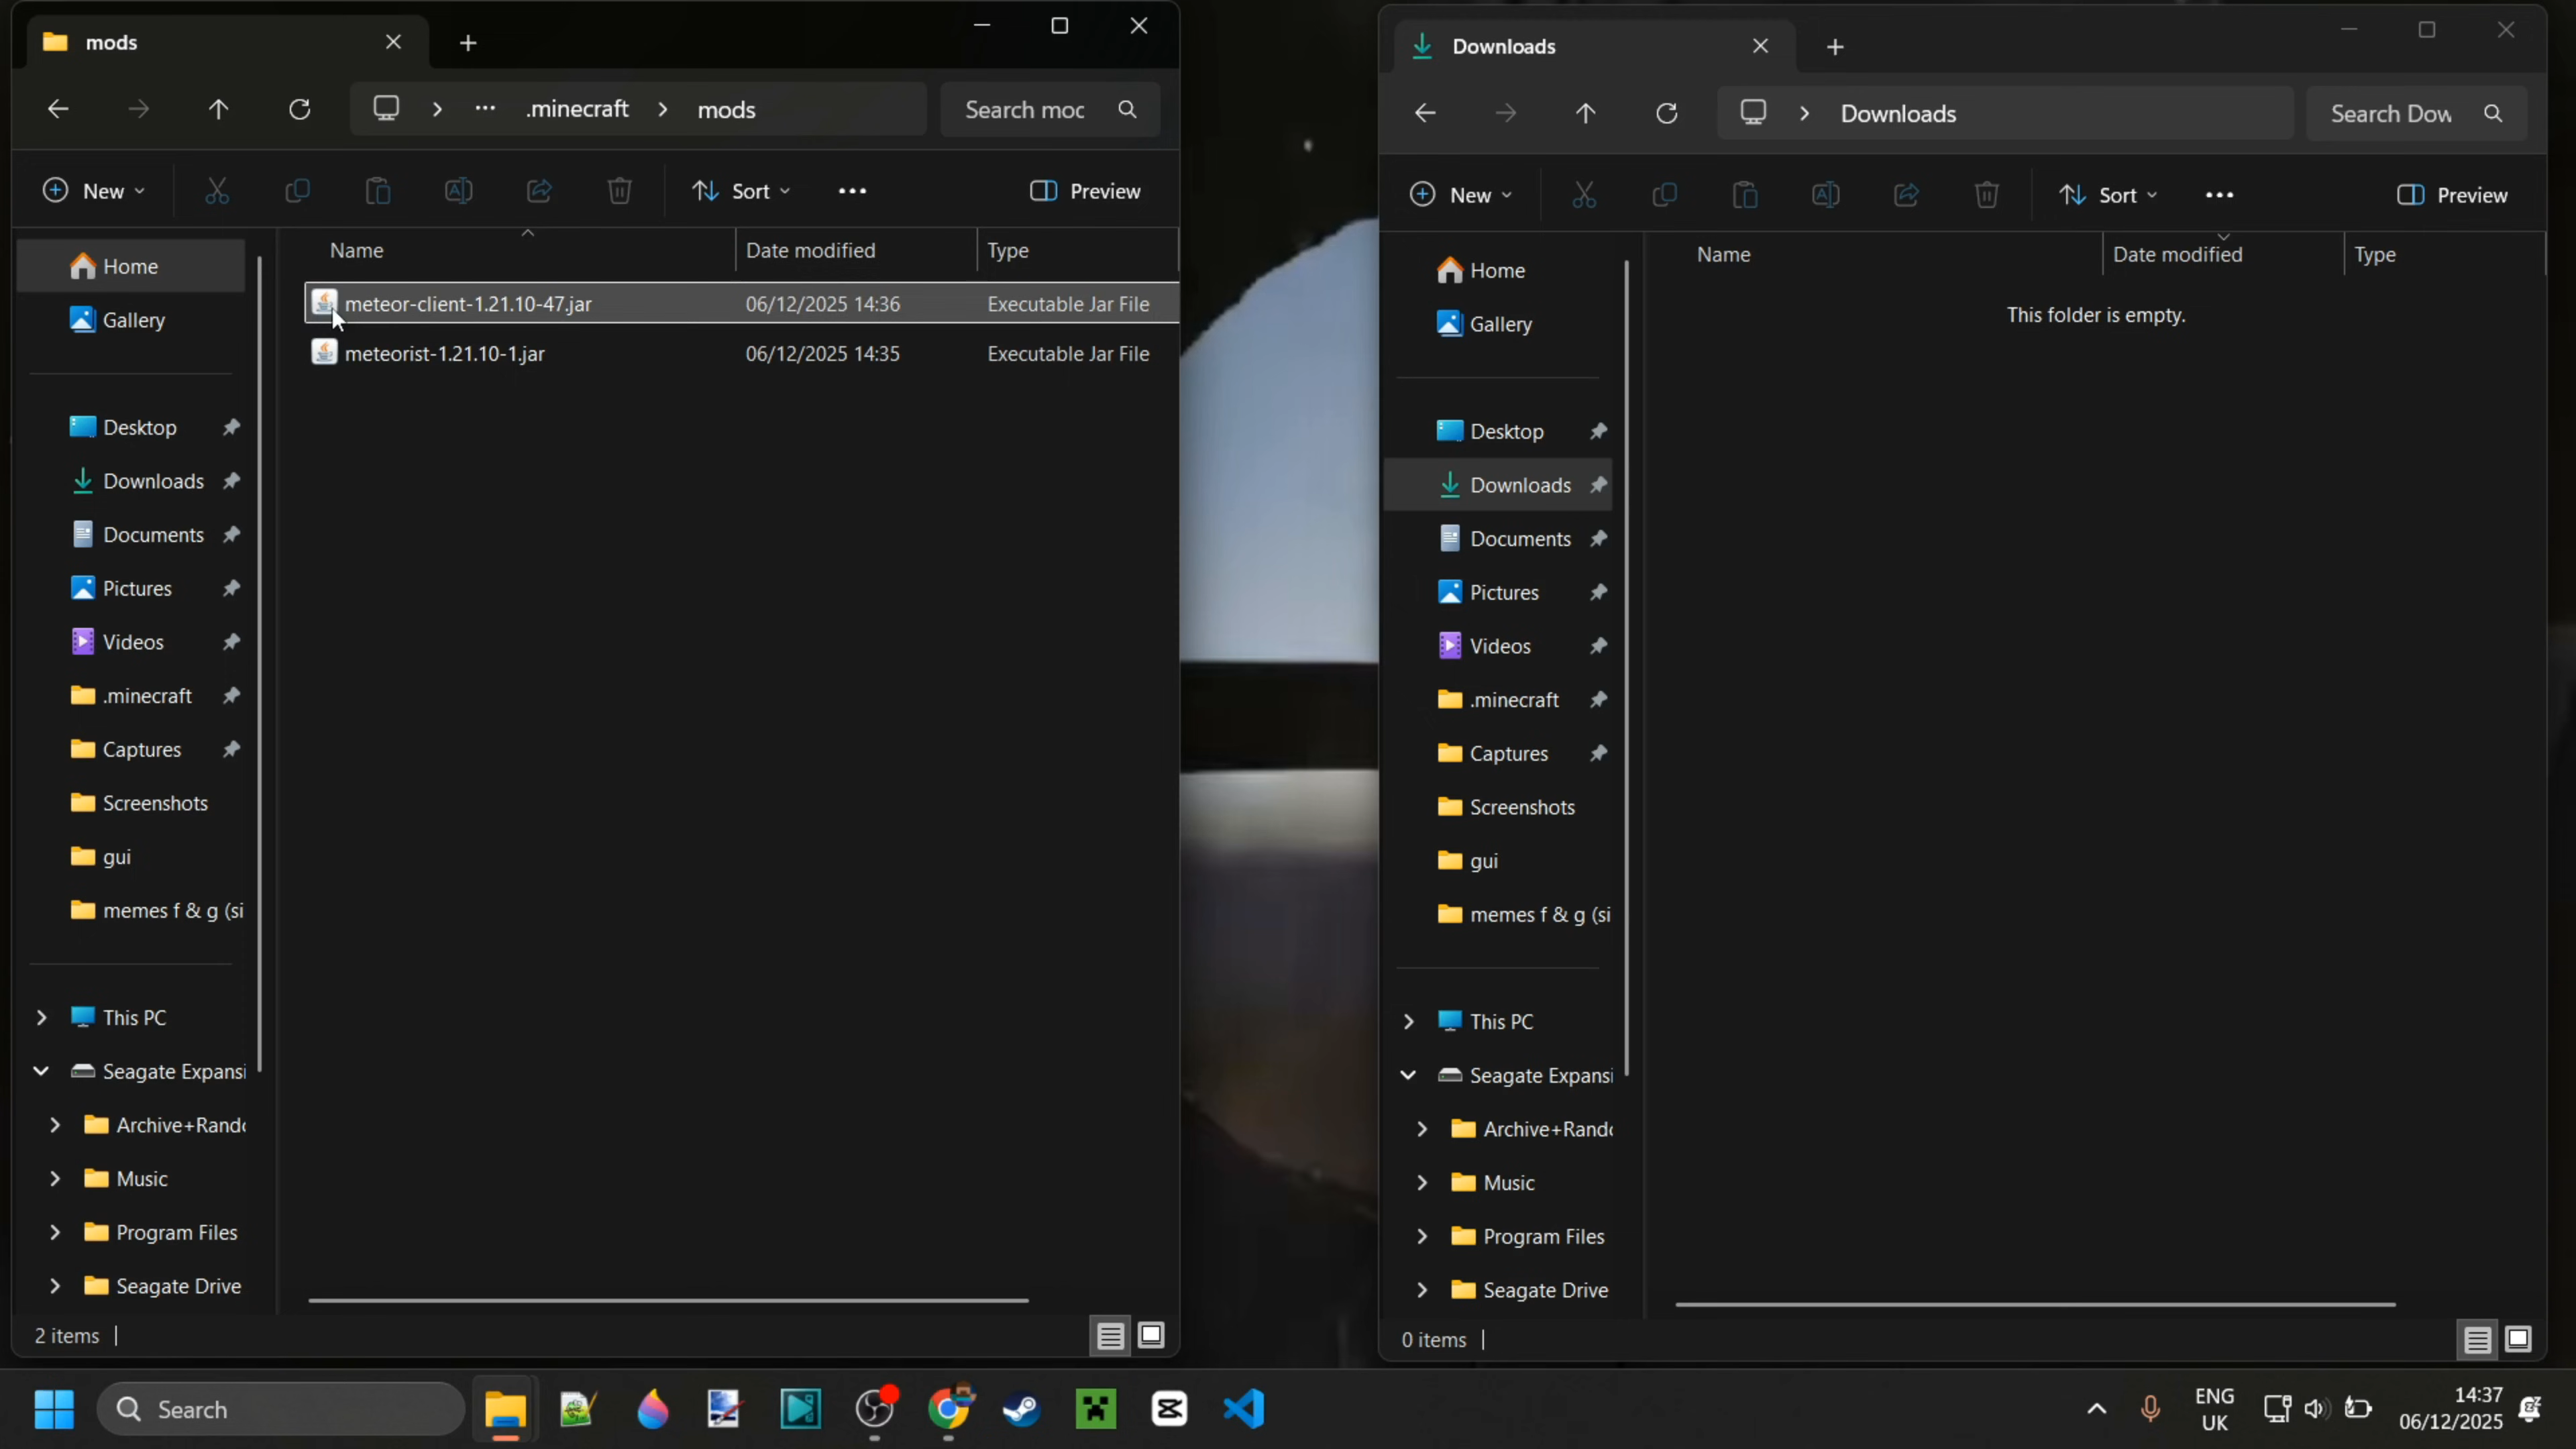 mods
.minecraft
mods
Search moc
New
Sort
Preview
Name
Date modified
Type
meteor-client-1.21.10-47.jar
06/12/2025 14:36
Executable Jar File
meteorist-1.21.10-1.jar
06/12/2025 14:35
Executable Jar File
Home
Gallery
Desktop
Downloads
Documents
Pictures
Videos
.minecraft
Captures
Screenshots
gui
memes f & g (si
This PC
Seagate Expansi
Archive+Rando
Music
Program Files
Seagate Drive
2 items
Downloads
Downloads
Search Dow
New
Sort
Preview
Name
Date modified
Type
This folder is empty.
Home
Gallery
Desktop
Downloads
Documents
Pictures
Videos
.minecraft
Captures
Screenshots
gui
memes f & g (si
This PC
Seagate Expansi
Archive+Rando
Music
Program Files
Seagate Drive
0 items
Search
ENG
UK
14:37
06/12/2025